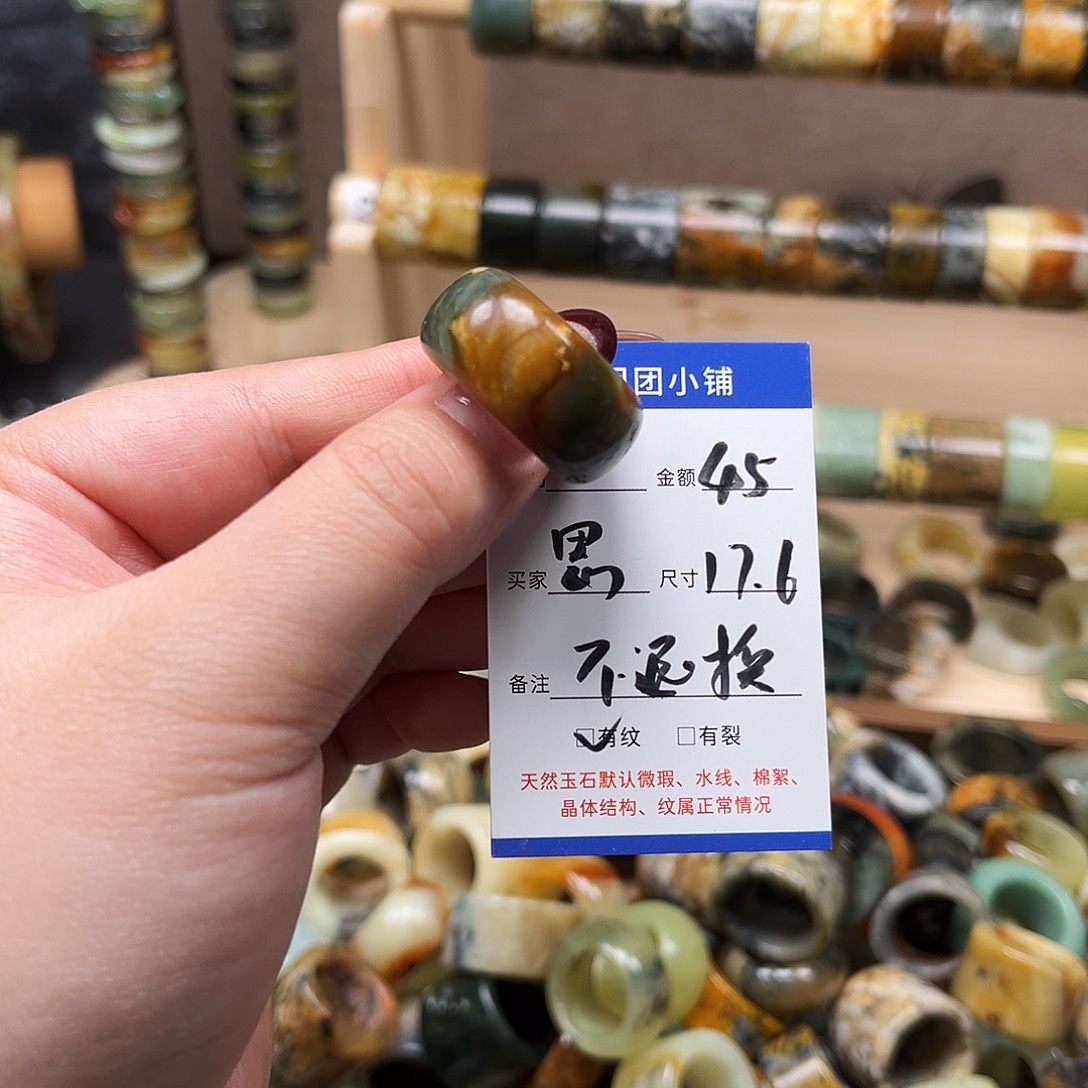 团小铺
金额 45
买家 思 尺寸 17.6
备注 不退换
☑有纹 □有裂
天然玉石默认微瑕、水线、棉絮、
晶体结构、纹属正常情况